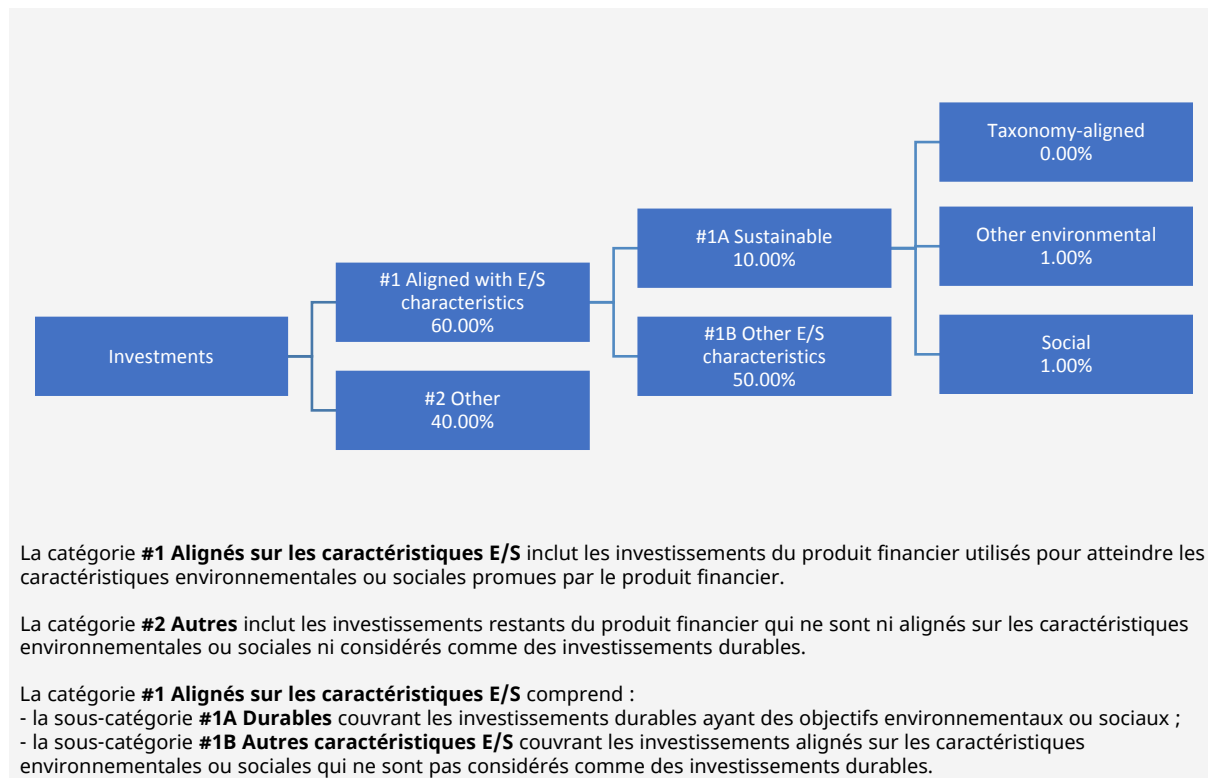 Investments
#1 Aligned with E/S
characteristics
60.00%
#2 Other
40.00%
#1A Sustainable
10.00%
#1B Other E/S
characteristics
50.00%
Taxonomy-aligned
0.00%
Other environmental
1.00%
Social
1.00%
La catégorie #1 Alignés sur les caractéristiques E/S inclut les investissements du produit financier utilisés pour atteindre les
caractéristiques environnementales ou sociales promues par le produit financier.
La catégorie #2 Autres inclut les investissements restants du produit financier qui ne sont ni alignés sur les caractéristiques
environnementales ou sociales ni considérés comme des investissements durables.
La catégorie #1 Alignés sur les caractéristiques E/S comprend :
- la sous-catégorie #1A Durables couvrant les investissements durables ayant des objectifs environnementaux ou sociaux ;
- la sous-catégorie #1B Autres caractéristiques E/S couvrant les investissements alignés sur les caractéristiques
environnementales ou sociales qui ne sont pas considérés comme des investissements durables.